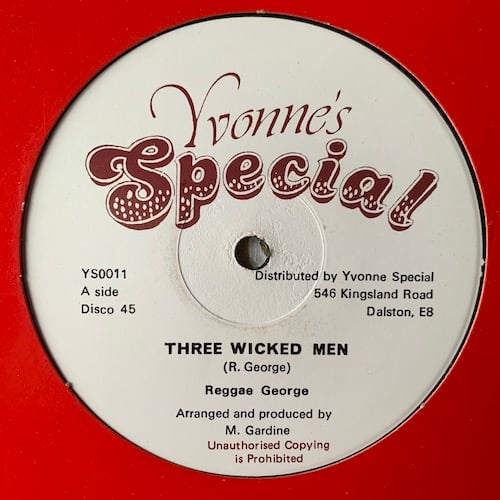 Yvonne's
Special
YS0011
A side
Disco 45
Distributed by Yvonne Special
546 Kingsland Road
Dalston, E8
THREE WICKED MEN
(R. George)
Reggae George
Arranged and produced by
M. Gardine
Unauthorised Copying
is Prohibited